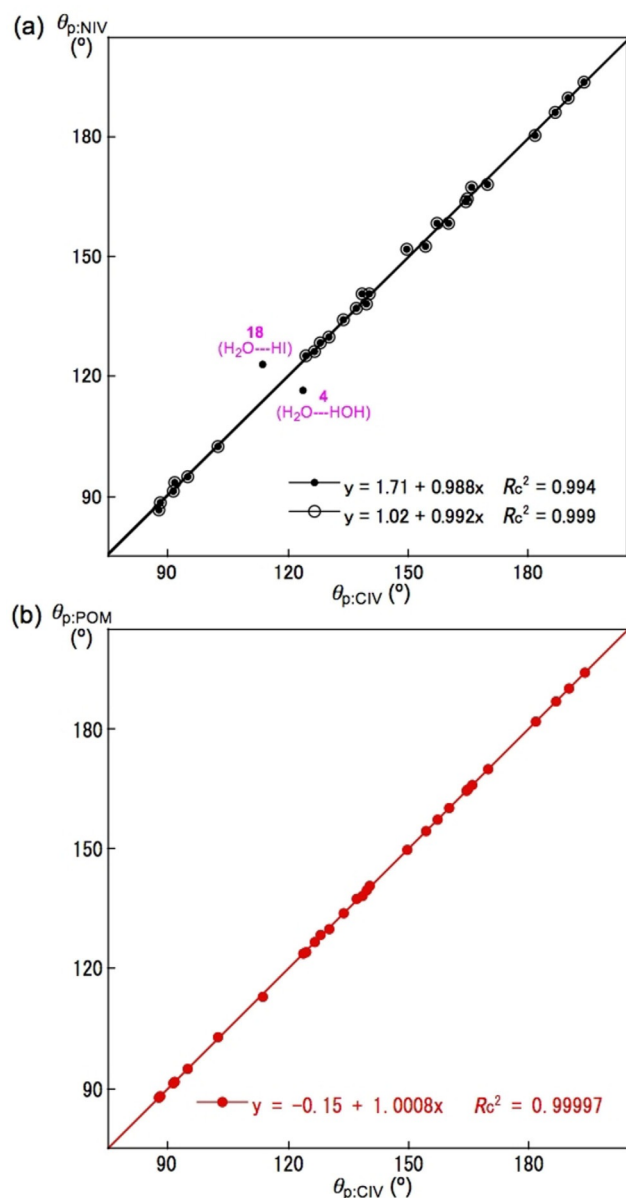 (a) θp:NIV
(º)
180
150
18
(H2O---HI)
120
4
(H2O---HOH)
90
y = 1.71 + 0.988x Rc² = 0.994
y = 1.02 + 0.992x Rc² = 0.999
90 120 150 180
θp:CIV (º)
(b) θp:POM
(º)
180
150
120
90
y = −0.15 + 1.0008x Rc² = 0.99997
90 120 150 180
θp:CIV (º)